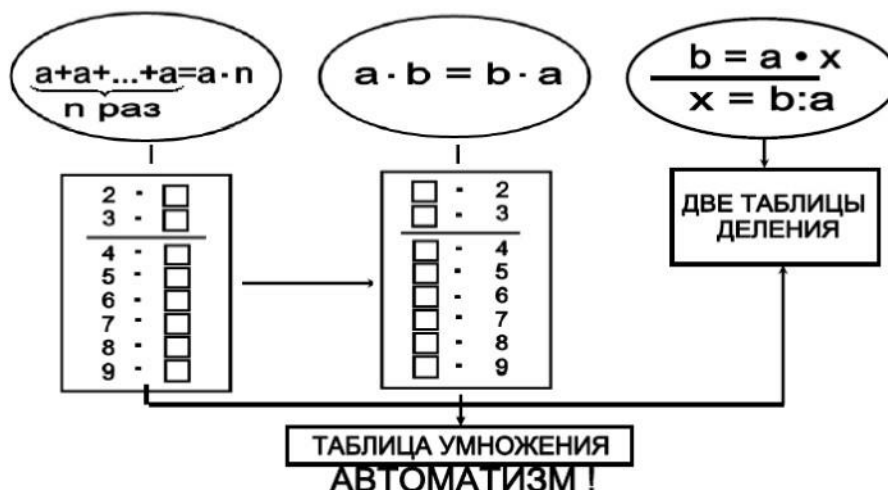 a+a+...+a=a·n
n раз
a · b = b · a
b = a • x
x = b:a
2 · □
3 · □
4 · □
5 · □
6 · □
7 · □
8 · □
9 · □
□ · 2
□ · 3
□ · 4
□ · 5
□ · 6
□ · 7
□ · 8
□ · 9
ДВЕ ТАБЛИЦЫ
ДЕЛЕНИЯ
ТАБЛИЦА УМНОЖЕНИЯ
АВТОМАТИЗМ !